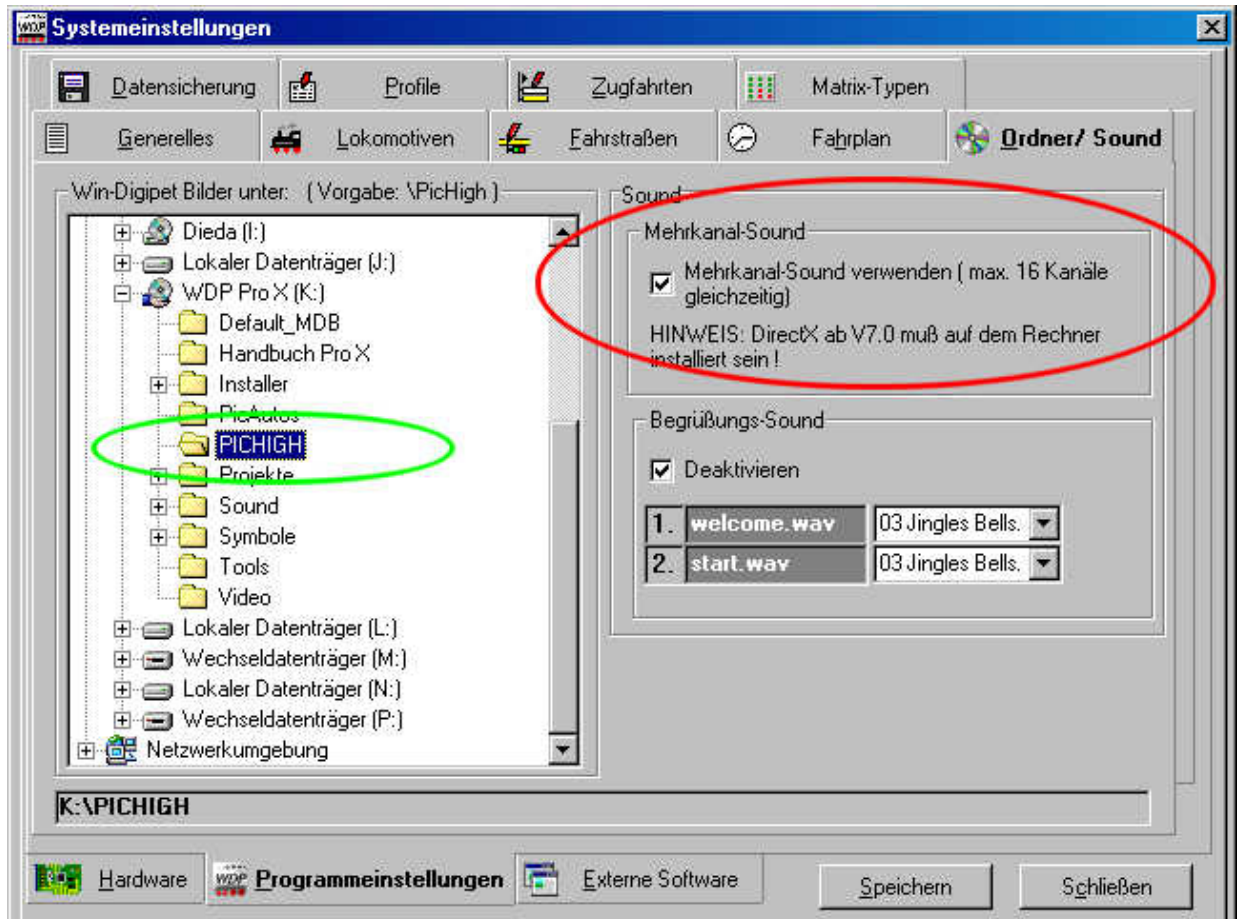 WDP Systemeinstellungen
Datensicherung Profile Zugfahrten Matrix-Typen
Generelles Lokomotiven Fahrstraßen Fahrplan Ordner/ Sound
Win-Digipet Bilder unter: ( Vorgabe: \PicHigh )
Dieda (I:)
Lokaler Datenträger (J:)
WDP Pro X (K:)
Default_MDB
Handbuch Pro X
Installer
PicAutos
PICHIGH
Projekte
Sound
Symbole
Tools
Video
Lokaler Datenträger (L:)
Wechseldatenträger (M:)
Lokaler Datenträger (N:)
Wechseldatenträger (P:)
Netzwerkumgebung
K:\PICHIGH
Sound
Mehrkanal-Sound
Mehrkanal-Sound verwenden ( max. 16 Kanäle
gleichzeitig)
HINWEIS: DirectX ab V7.0 muß auf dem Rechner
installiert sein !
Begrüßungs-Sound
Deaktivieren
1. welcome.wav 03 Jingles Bells.
2. start.wav 03 Jingles Bells.
Hardware WDP Programmeinstellungen Externe Software
Speichern Schließen